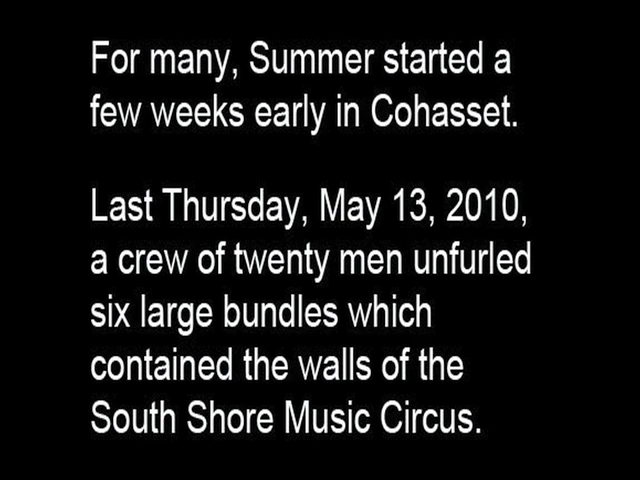 For many, Summer started a
few weeks early in Cohasset.
Last Thursday, May 13, 2010,
a crew of twenty men unfurled
six large bundles which
contained the walls of the
South Shore Music Circus.